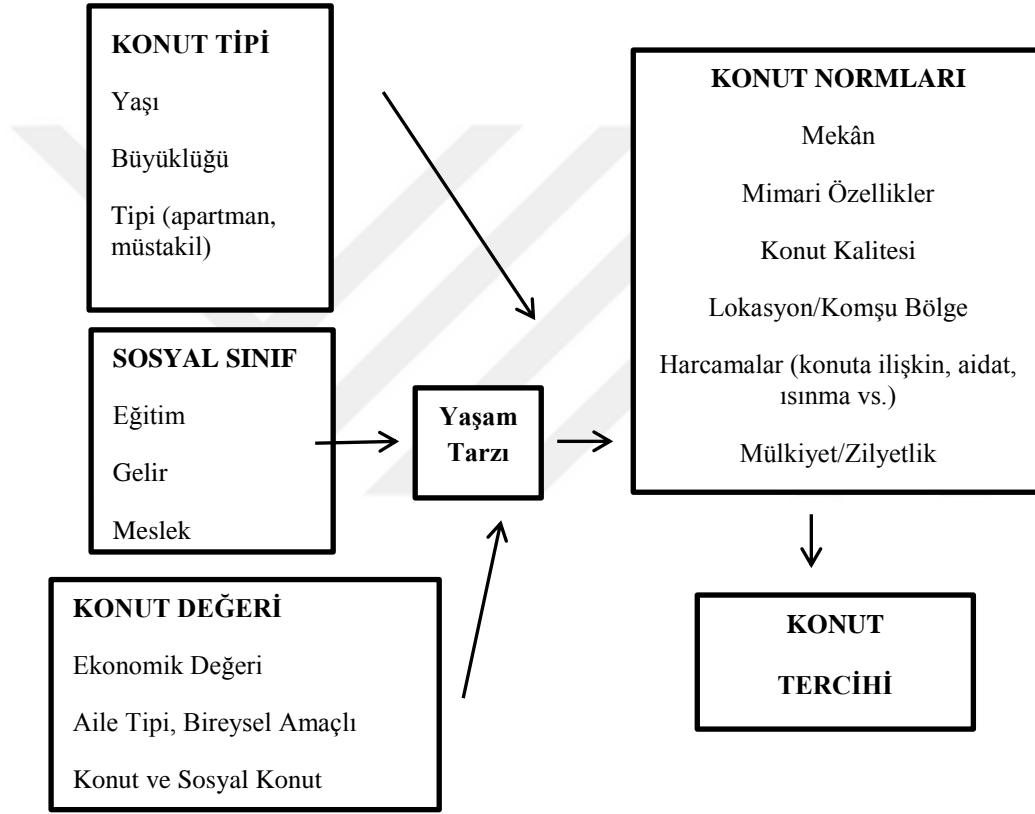 KONUT TİPİ
Yaşı
Büyüklüğü
Tipi (apartman,
müstakil)
SOSYAL SINIF
Eğitim
Gelir
Meslek
KONUT DEĞERİ
Ekonomik Değeri
Aile Tipi, Bireysel Amaçlı
Konut ve Sosyal Konut
Yaşam
Tarzı
KONUT NORMLARI
Mekân
Mimari Özellikler
Konut Kalitesi
Lokasyon/Komşu Bölge
Harcamalar (konuta ilişkin, aidat,
ısınma vs.)
Mülkiyet/Zilyetlik
KONUT
TERCİHİ